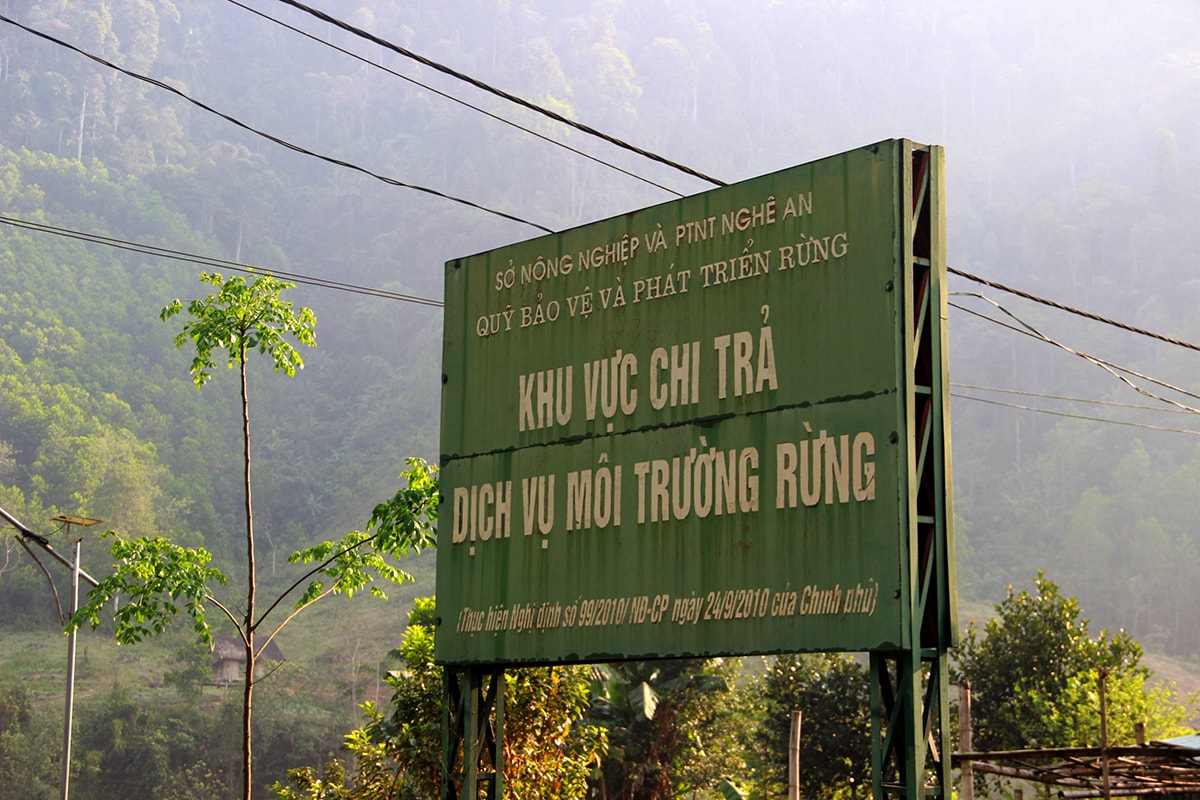 SỞ NÔNG NGHIỆP VÀ PTNT NGHỆ AN
QUỸ BẢO VỆ VÀ PHÁT TRIỂN RỪNG
KHU VỰC CHI TRẢ
DỊCH VỤ MÔI TRƯỜNG RỪNG
(Thực hiện Nghị định số 99/2010/ NĐ-CP ngày 24/9/2010 của Chính phủ)